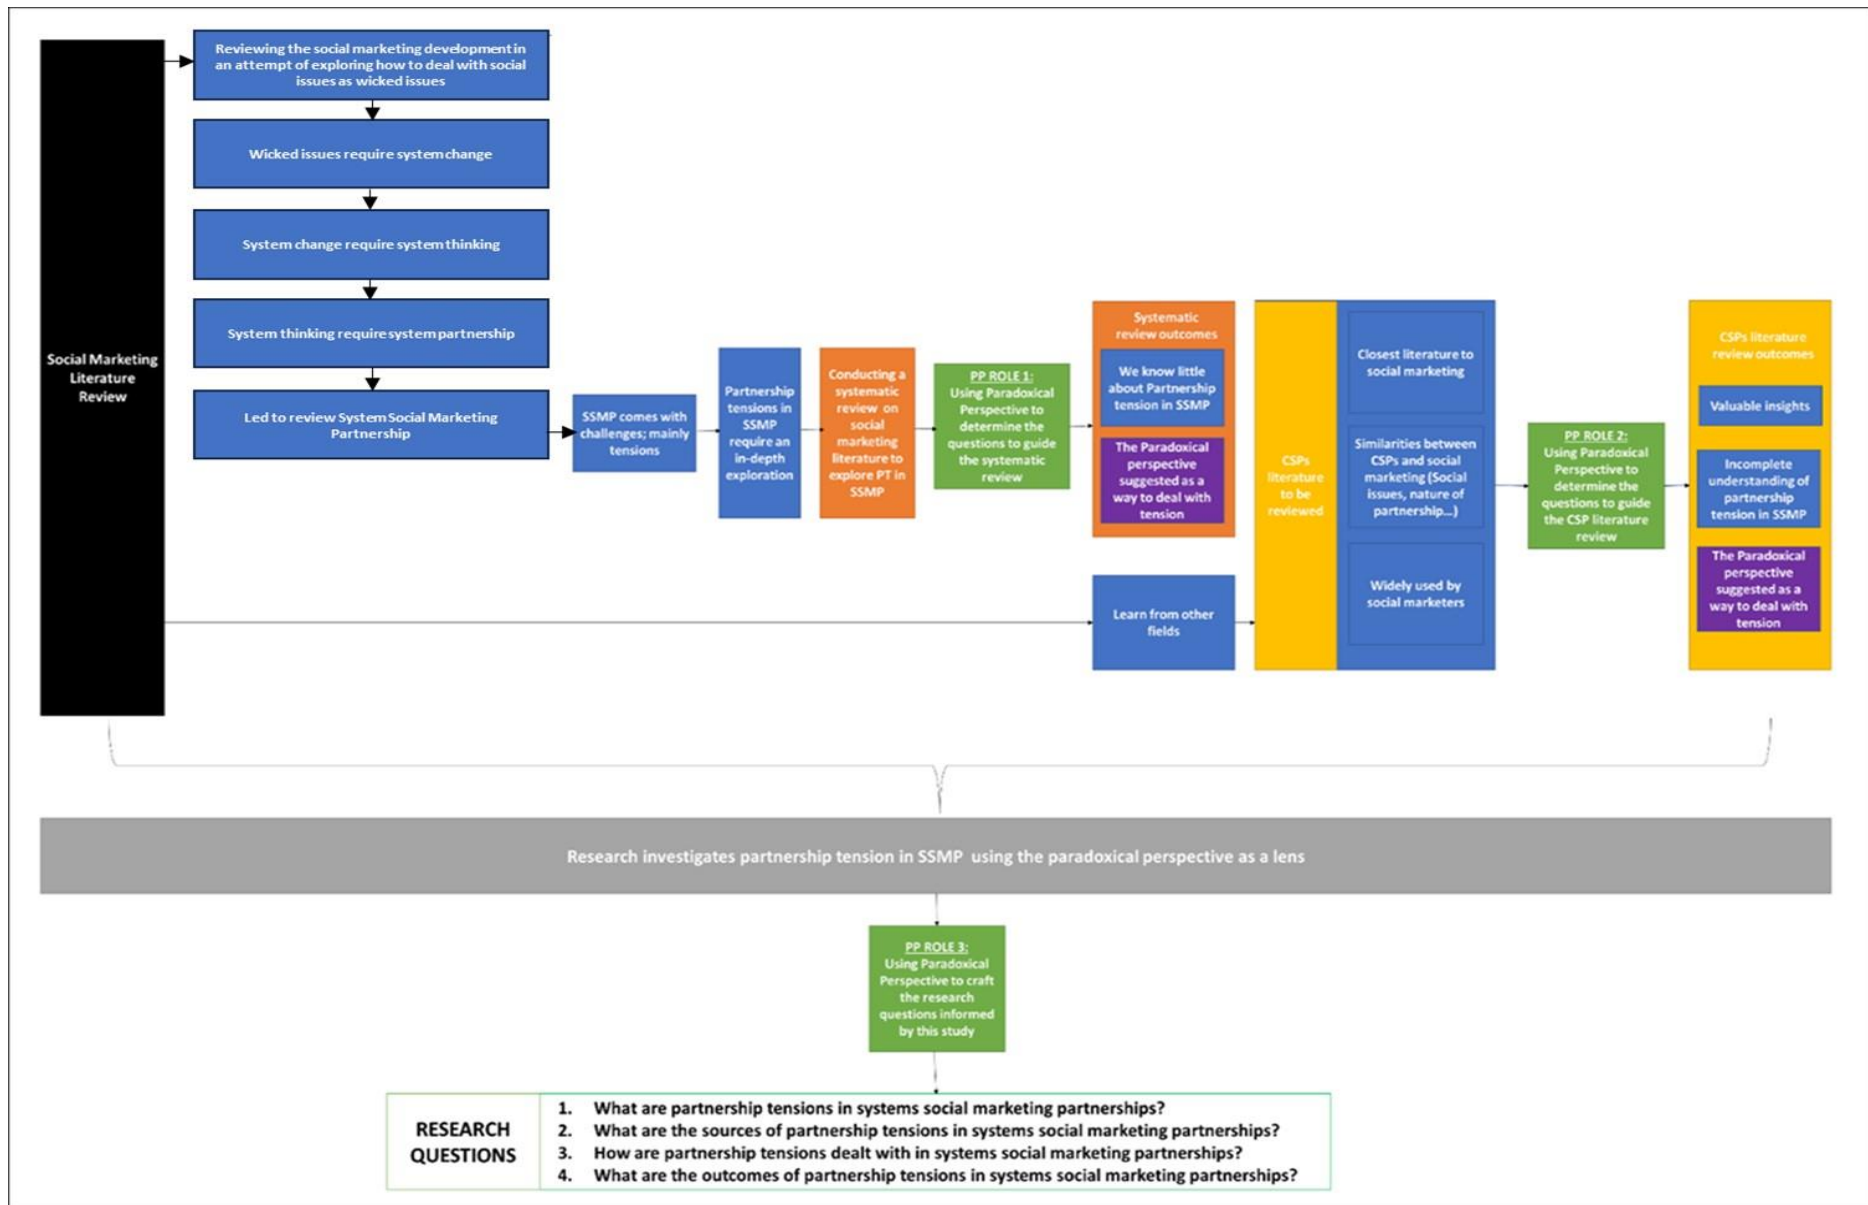 Social Marketing
Literature
Review
Reviewing the social marketing development in
an attempt of exploring how to deal with social
issues as wicked issues
Wicked issues require system change
System change require system thinking
System thinking require system partnership
Led to review System Social Marketing
Partnership
SSMP comes with
challenges; mainly
tensions
Partnership
tensions in
SSMP
require an
in-depth
exploration
Conducting a
systematic
review on
social
marketing
literature to
explore PT in
SSMP
PP ROLE 1:
Using Paradoxical
Perspective to
determine the
questions to guide
the systematic
review
Systematic
review outcomes
We know little
about Partnership
tension in SSMP
The Paradoxical
perspective
suggested as a
way to deal with
tension
Learn from other
fields
CSPs
literature
to be
reviewed
Closest literature to
social marketing
Similarities between
CSPs and social
marketing (Social
issues, nature of
partnership...)
Widely used by
social marketers
PP ROLE 2:
Using Paradoxical
Perspective to
determine the
questions to guide
the CSP literature
review
CSPs literature
review outcomes
Valuable insights
Incomplete
understanding of
partnership
tension in SSMP
The Paradoxical
perspective
suggested as a
way to deal with
tension
Research investigates partnership tension in SSMP using the paradoxical perspective as a lens
PP ROLE 3:
Using Paradoxical
Perspective to craft
the research
questions informed
by this study
RESEARCH
QUESTIONS
1. What are partnership tensions in systems social marketing partnerships?
2. What are the sources of partnership tensions in systems social marketing partnerships?
3. How are partnership tensions dealt with in systems social marketing partnerships?
4. What are the outcomes of partnership tensions in systems social marketing partnerships?